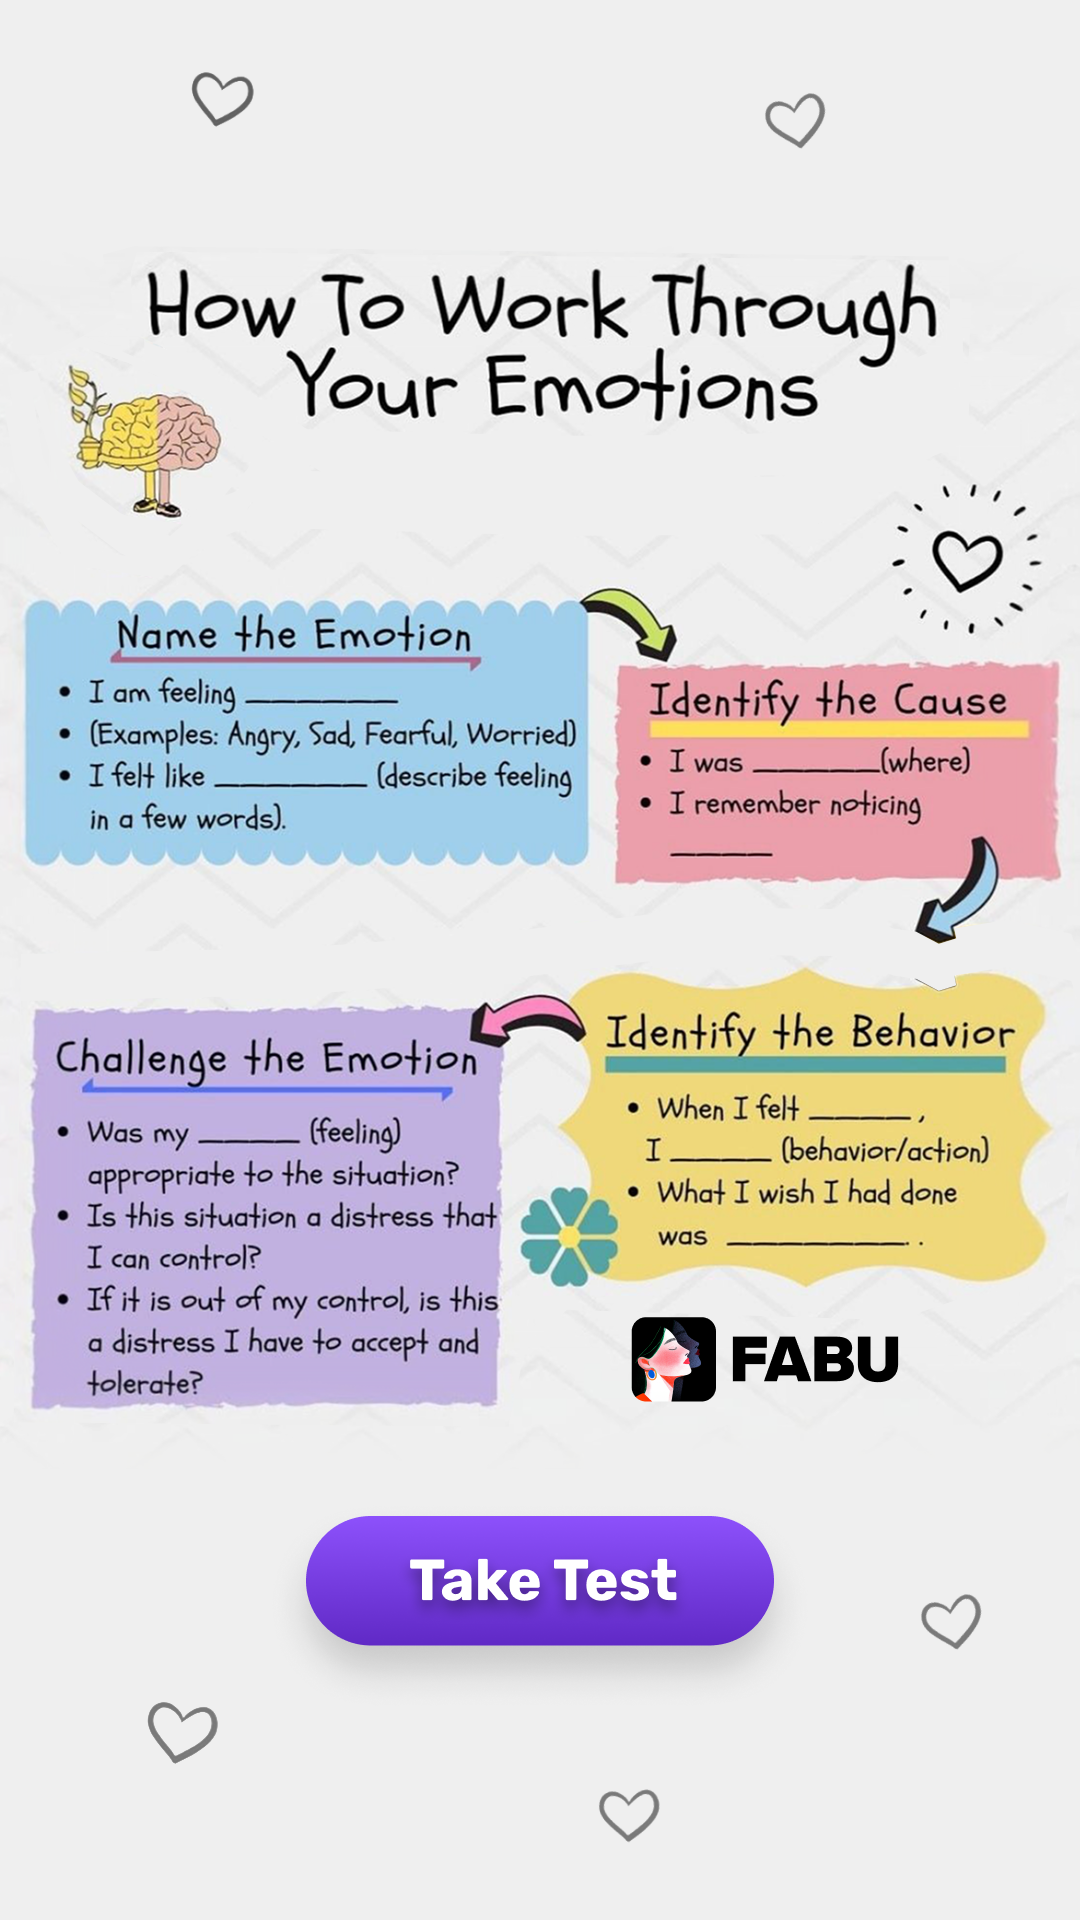 How To Work Through
Your Emotions
Name the Emotion
• I am feeling _______
• (Examples: Angry, Sad, Fearful, Worried)
• I felt like _______ (describe feeling
in a few words).
Identify the Cause
• I was ______(where)
• I remember noticing
_____
Identify the Behavior
• When I felt _____ ,
I _____ (behavior/action)
• What I wish I had done
was _________. .
Challenge the Emotion
• Was my _____ (feeling)
appropriate to the situation?
• Is this situation a distress that
I can control?
• If it is out of my control, is this
a distress I have to accept and
tolerate?
FABU
Take Test